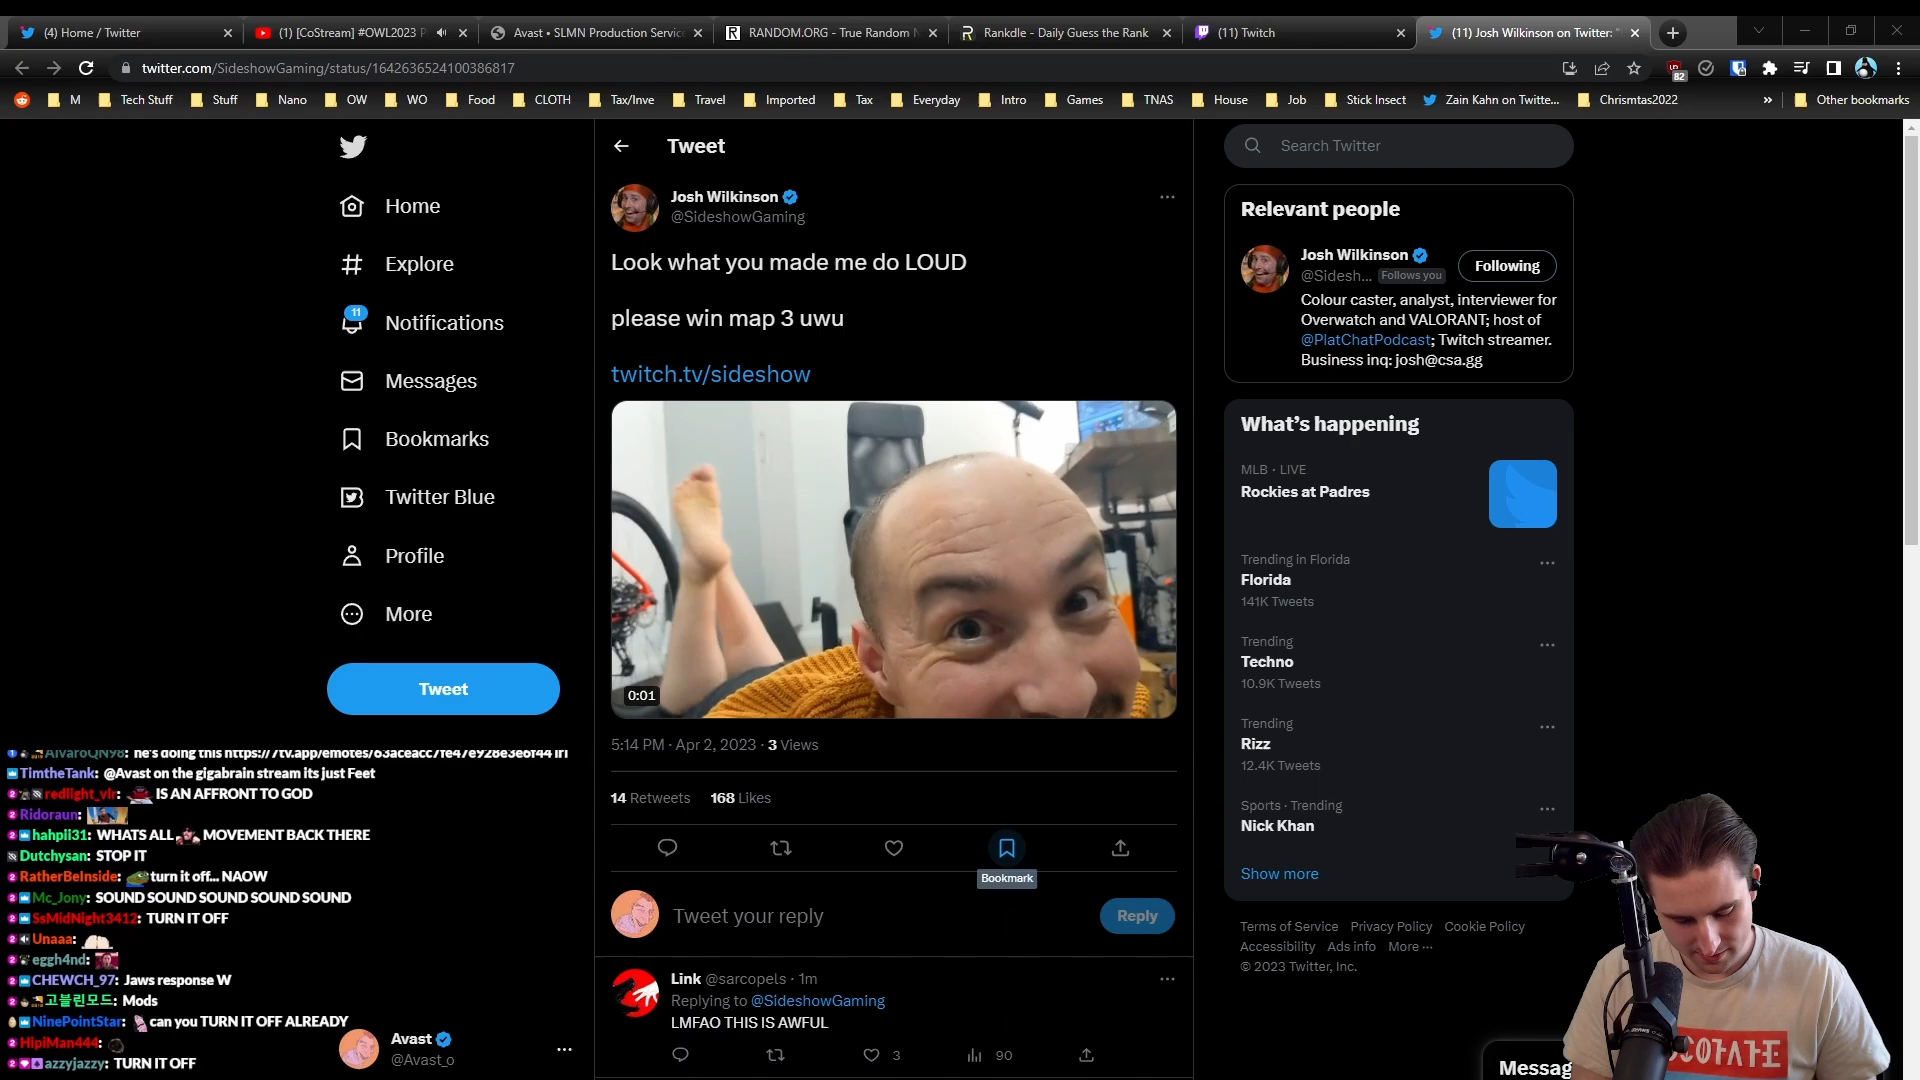 (4) Home / Twitter
(1) [CoStream] #OWL2023 P
Avast • SLMN Production Service
RANDOM.ORG - True Random N
Rankdle - Daily Guess the Rank
(11) Twitch
(11) Josh Wilkinson on Twitter: "
twitter.com/SideshowGaming/status/1642636524100386817
82
M
Tech Stuff
Stuff
Nano
OW
WO
Food
CLOTH
Tax/Inve
Travel
Imported
Tax
Everyday
Intro
Games
TNAS
House
Job
Stick Insect
Zain Kahn on Twitte...
Chrismtas2022
»
Other bookmarks
Home
Explore
11
Notifications
Messages
Bookmarks
Twitter Blue
Profile
More
Tweet
Tweet
Josh Wilkinson
@SideshowGaming
Look what you made me do LOUD
please win map 3 uwu
twitch.tv/sideshow
0:01
5:14 PM · Apr 2, 2023 · 3 Views
14 Retweets 168 Likes
Bookmark
Tweet your reply
Reply
Link @sarcopels · 1m
Replying to @SideshowGaming
LMFAO THIS IS AWFUL
3
90
Search Twitter
Relevant people
Josh Wilkinson
@Sidesh... Follows you
Following
Colour caster, analyst, interviewer for
Overwatch and VALORANT; host of
@PlatChatPodcast; Twitch streamer.
Business inq: josh@csa.gg
What's happening
MLB · LIVE
Rockies at Padres
Trending in Florida
Florida
141K Tweets
Trending
Techno
10.9K Tweets
Trending
Rizz
12.4K Tweets
Sports · Trending
Nick Khan
Show more
Terms of Service Privacy Policy Cookie Policy
Accessibility Ads info More ...
© 2023 Twitter, Inc.
Messag
AlvaroQN98: he's doing this https://7tv.app/emotes/63aceacc7fe47e928e3e6f44 irl
TimtheTank: @Avast on the gigabrain stream its just Feet
redlight_vlr: IS AN AFFRONT TO GOD
Ridoraun:
hahpii31: WHATS ALL MOVEMENT BACK THERE
Dutchysan: STOP IT
RatherBeInside: turn it off... NAOW
Mc_Jony: SOUND SOUND SOUND SOUND SOUND
SsMidNight3412: TURN IT OFF
Unaaa:
eggh4nd:
CHEWCH_97: Jaws response W
고블린모드: Mods
NinePointStar: can you TURN IT OFF ALREADY
HipiMan444:
azzyjazzy: TURN IT OFF
Avast
@Avast_o